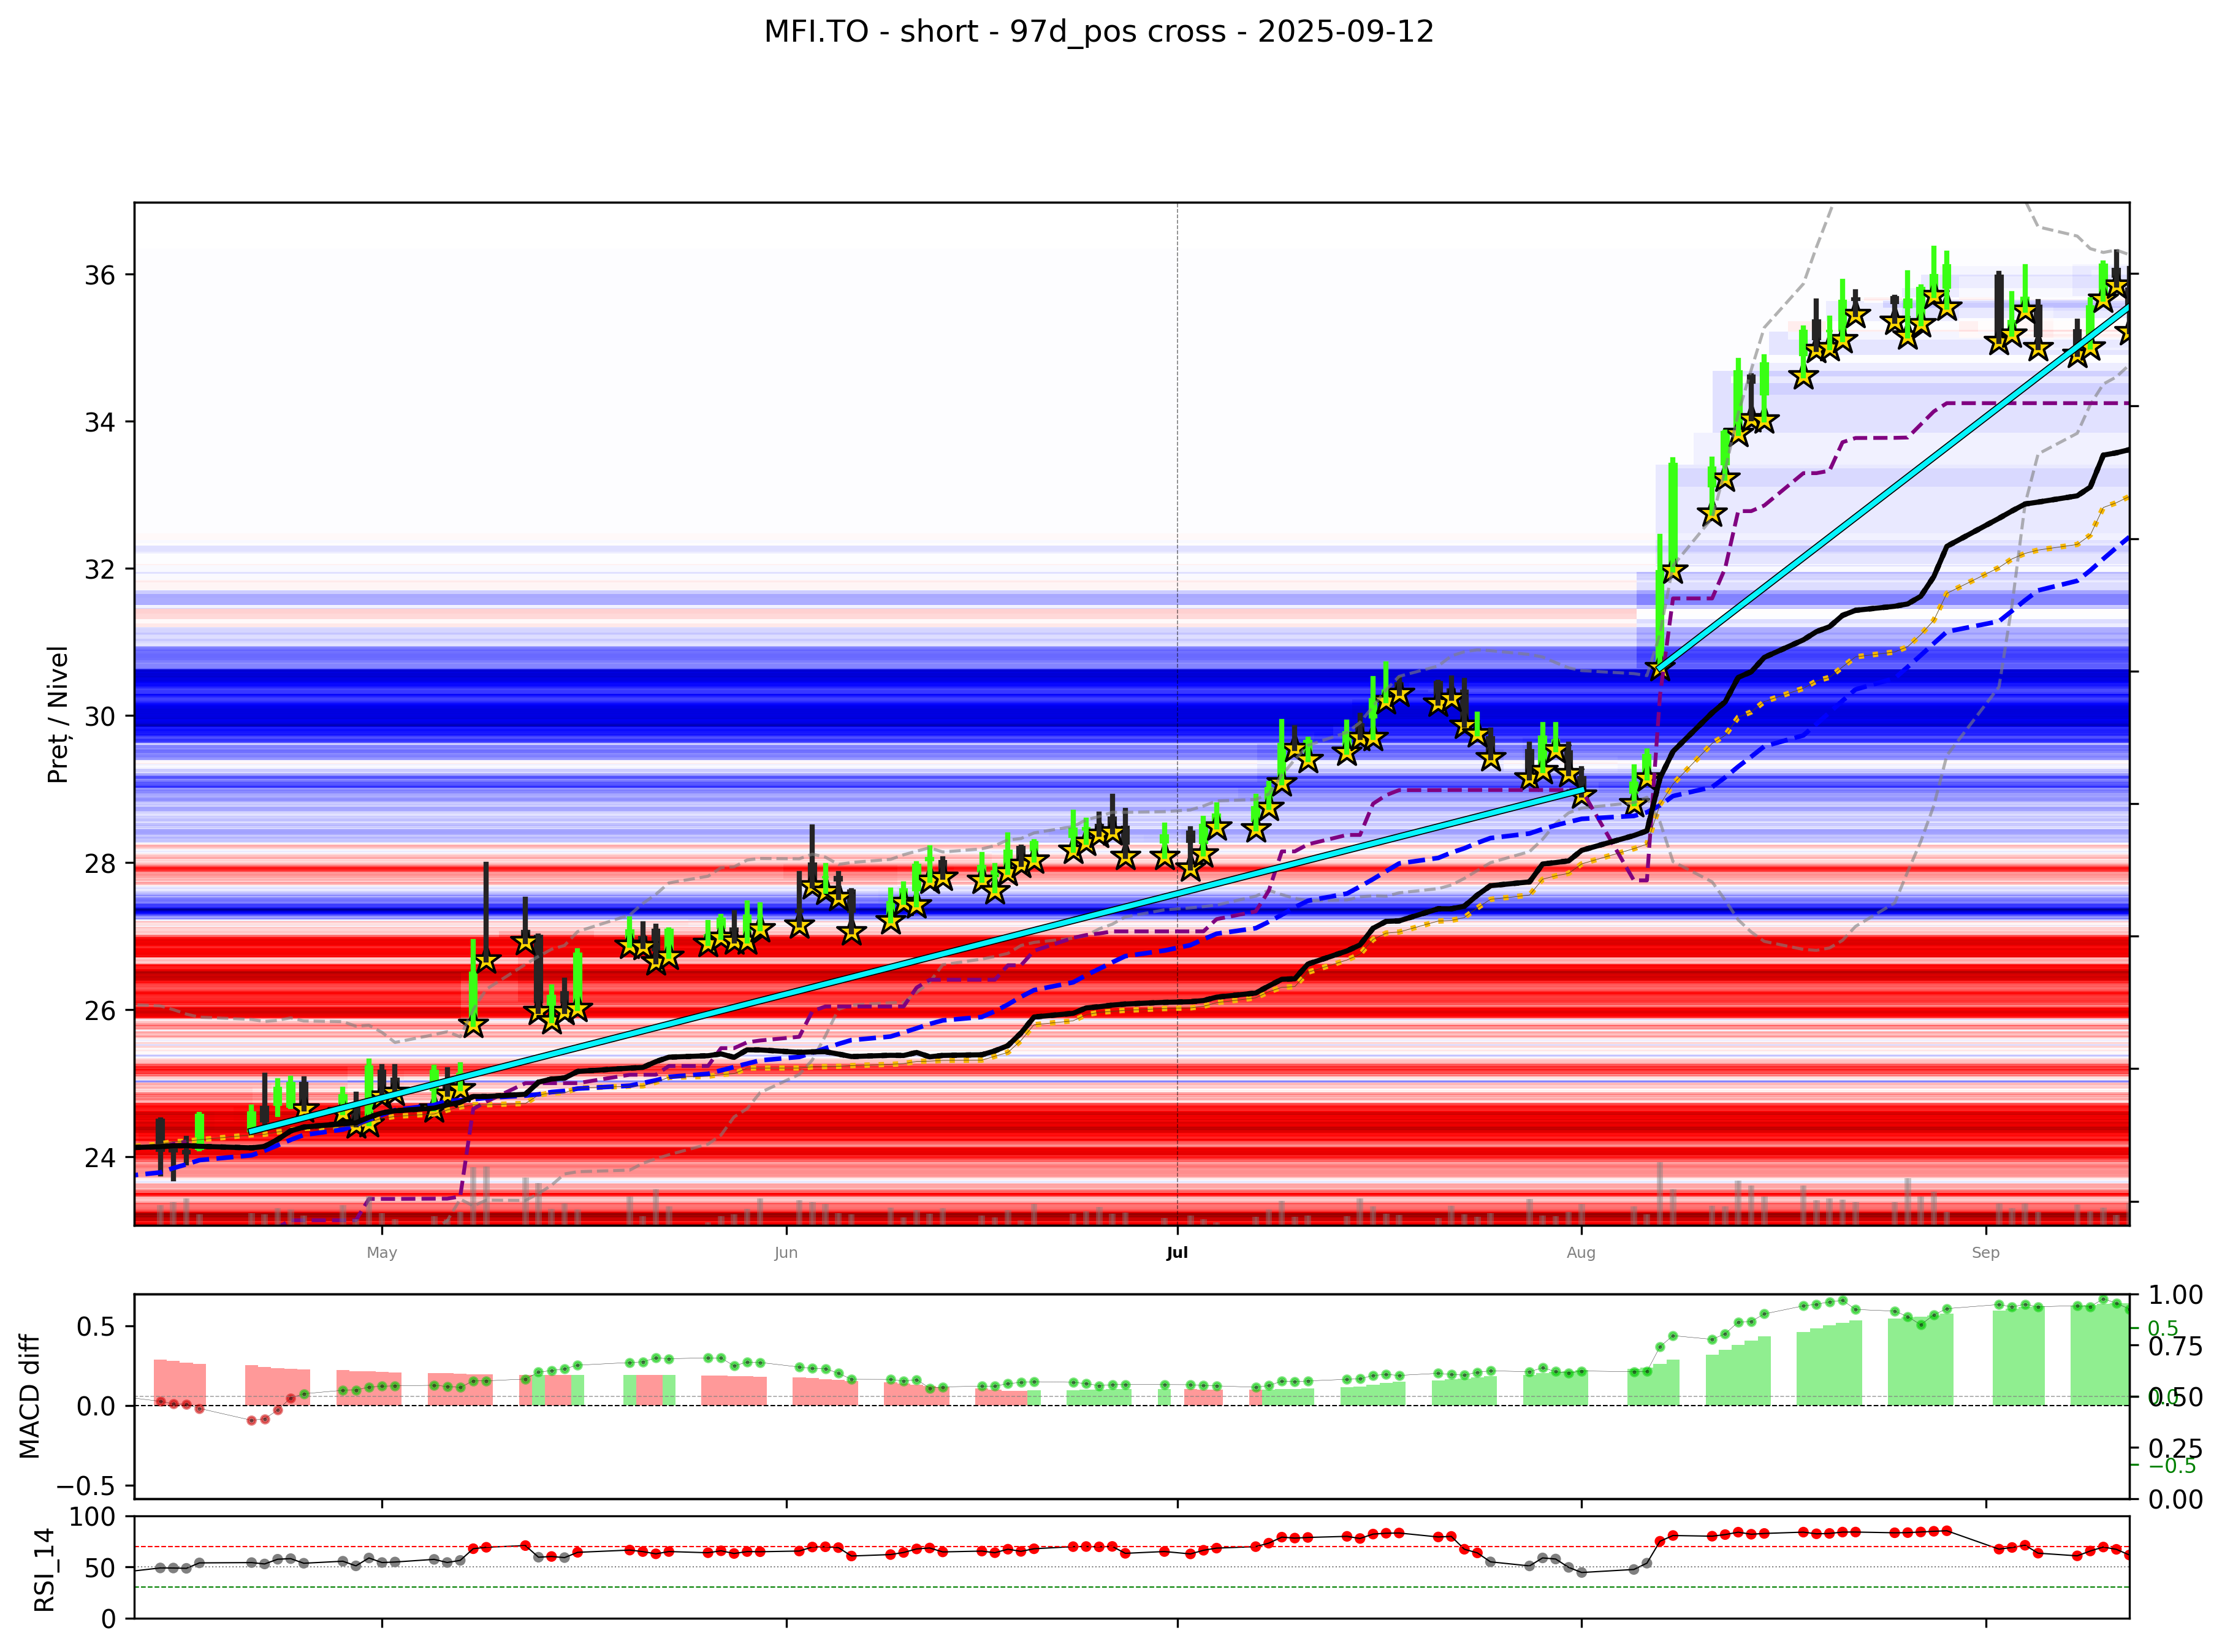 MFI.TO - short - 97d_pos cross - 2025-09-12
Preț / Nivel
36
34
32
30
28
26
24
May
Jun
Jul
Aug
Sep
MACD diff
0.5
0.0
−0.5
1.00
0.75
0.50
0.25
0.00
0.5
0.0
−0.5
RSI_14
100
50
0